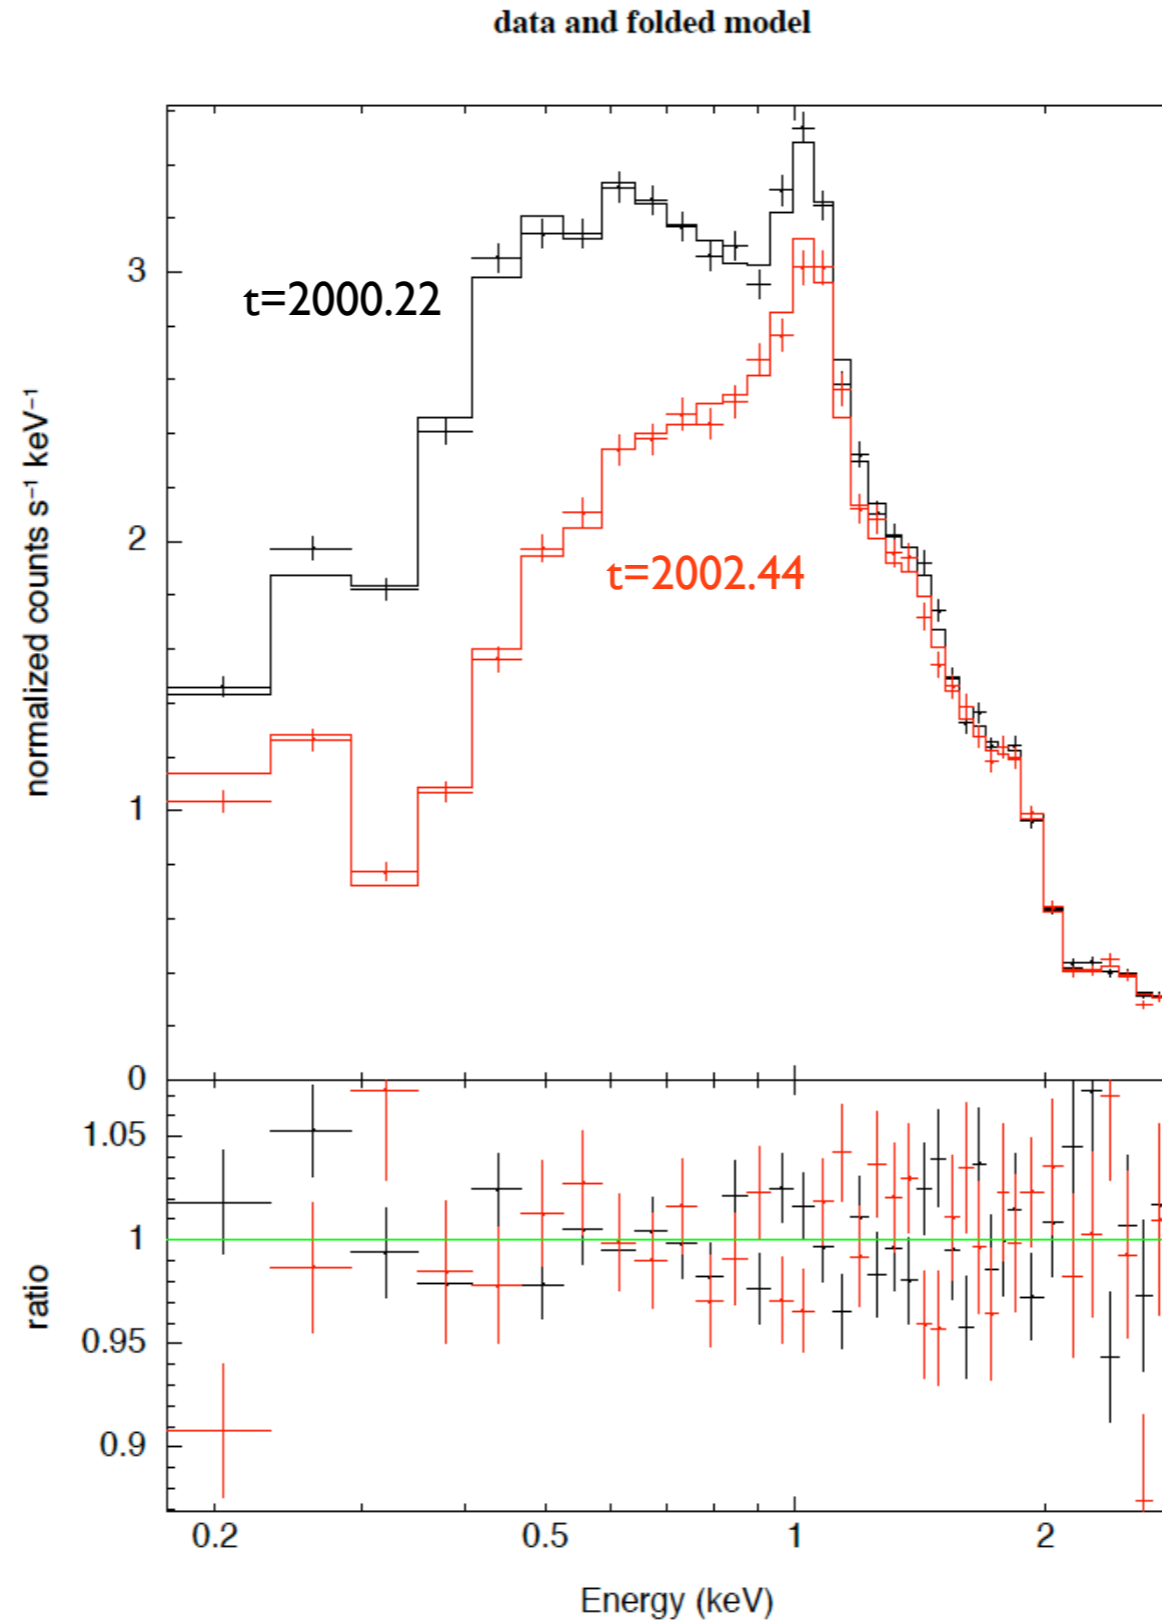 data and folded model
normalized counts s⁻¹ keV⁻¹
3
2
1
0
t=2000.22
t=2002.44
ratio
1.05
1
0.95
0.9
0.2
0.5
1
2
Energy (keV)